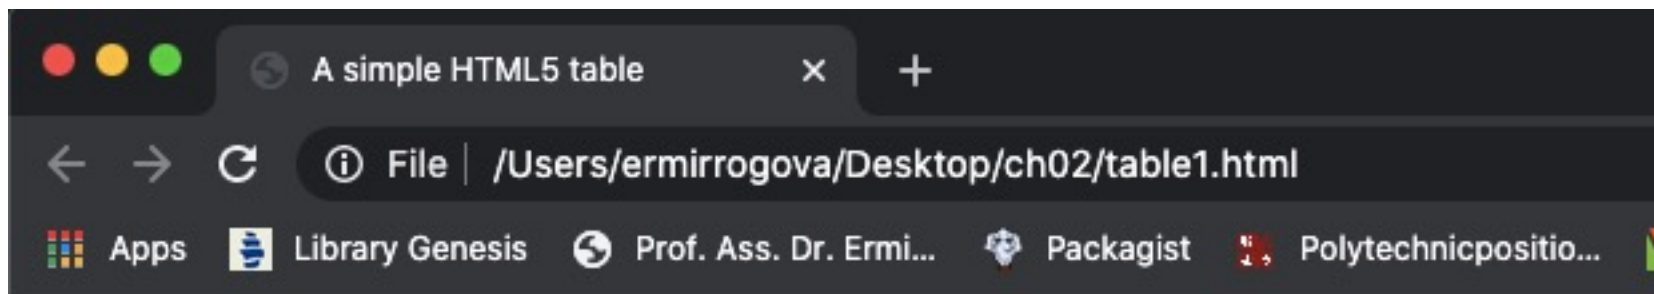 A simple HTML5 table
File /Users/ermirrogova/Desktop/ch02/table1.html
Apps Library Genesis Prof. Ass. Dr. Ermi... Packagist Polytechnicpositio...